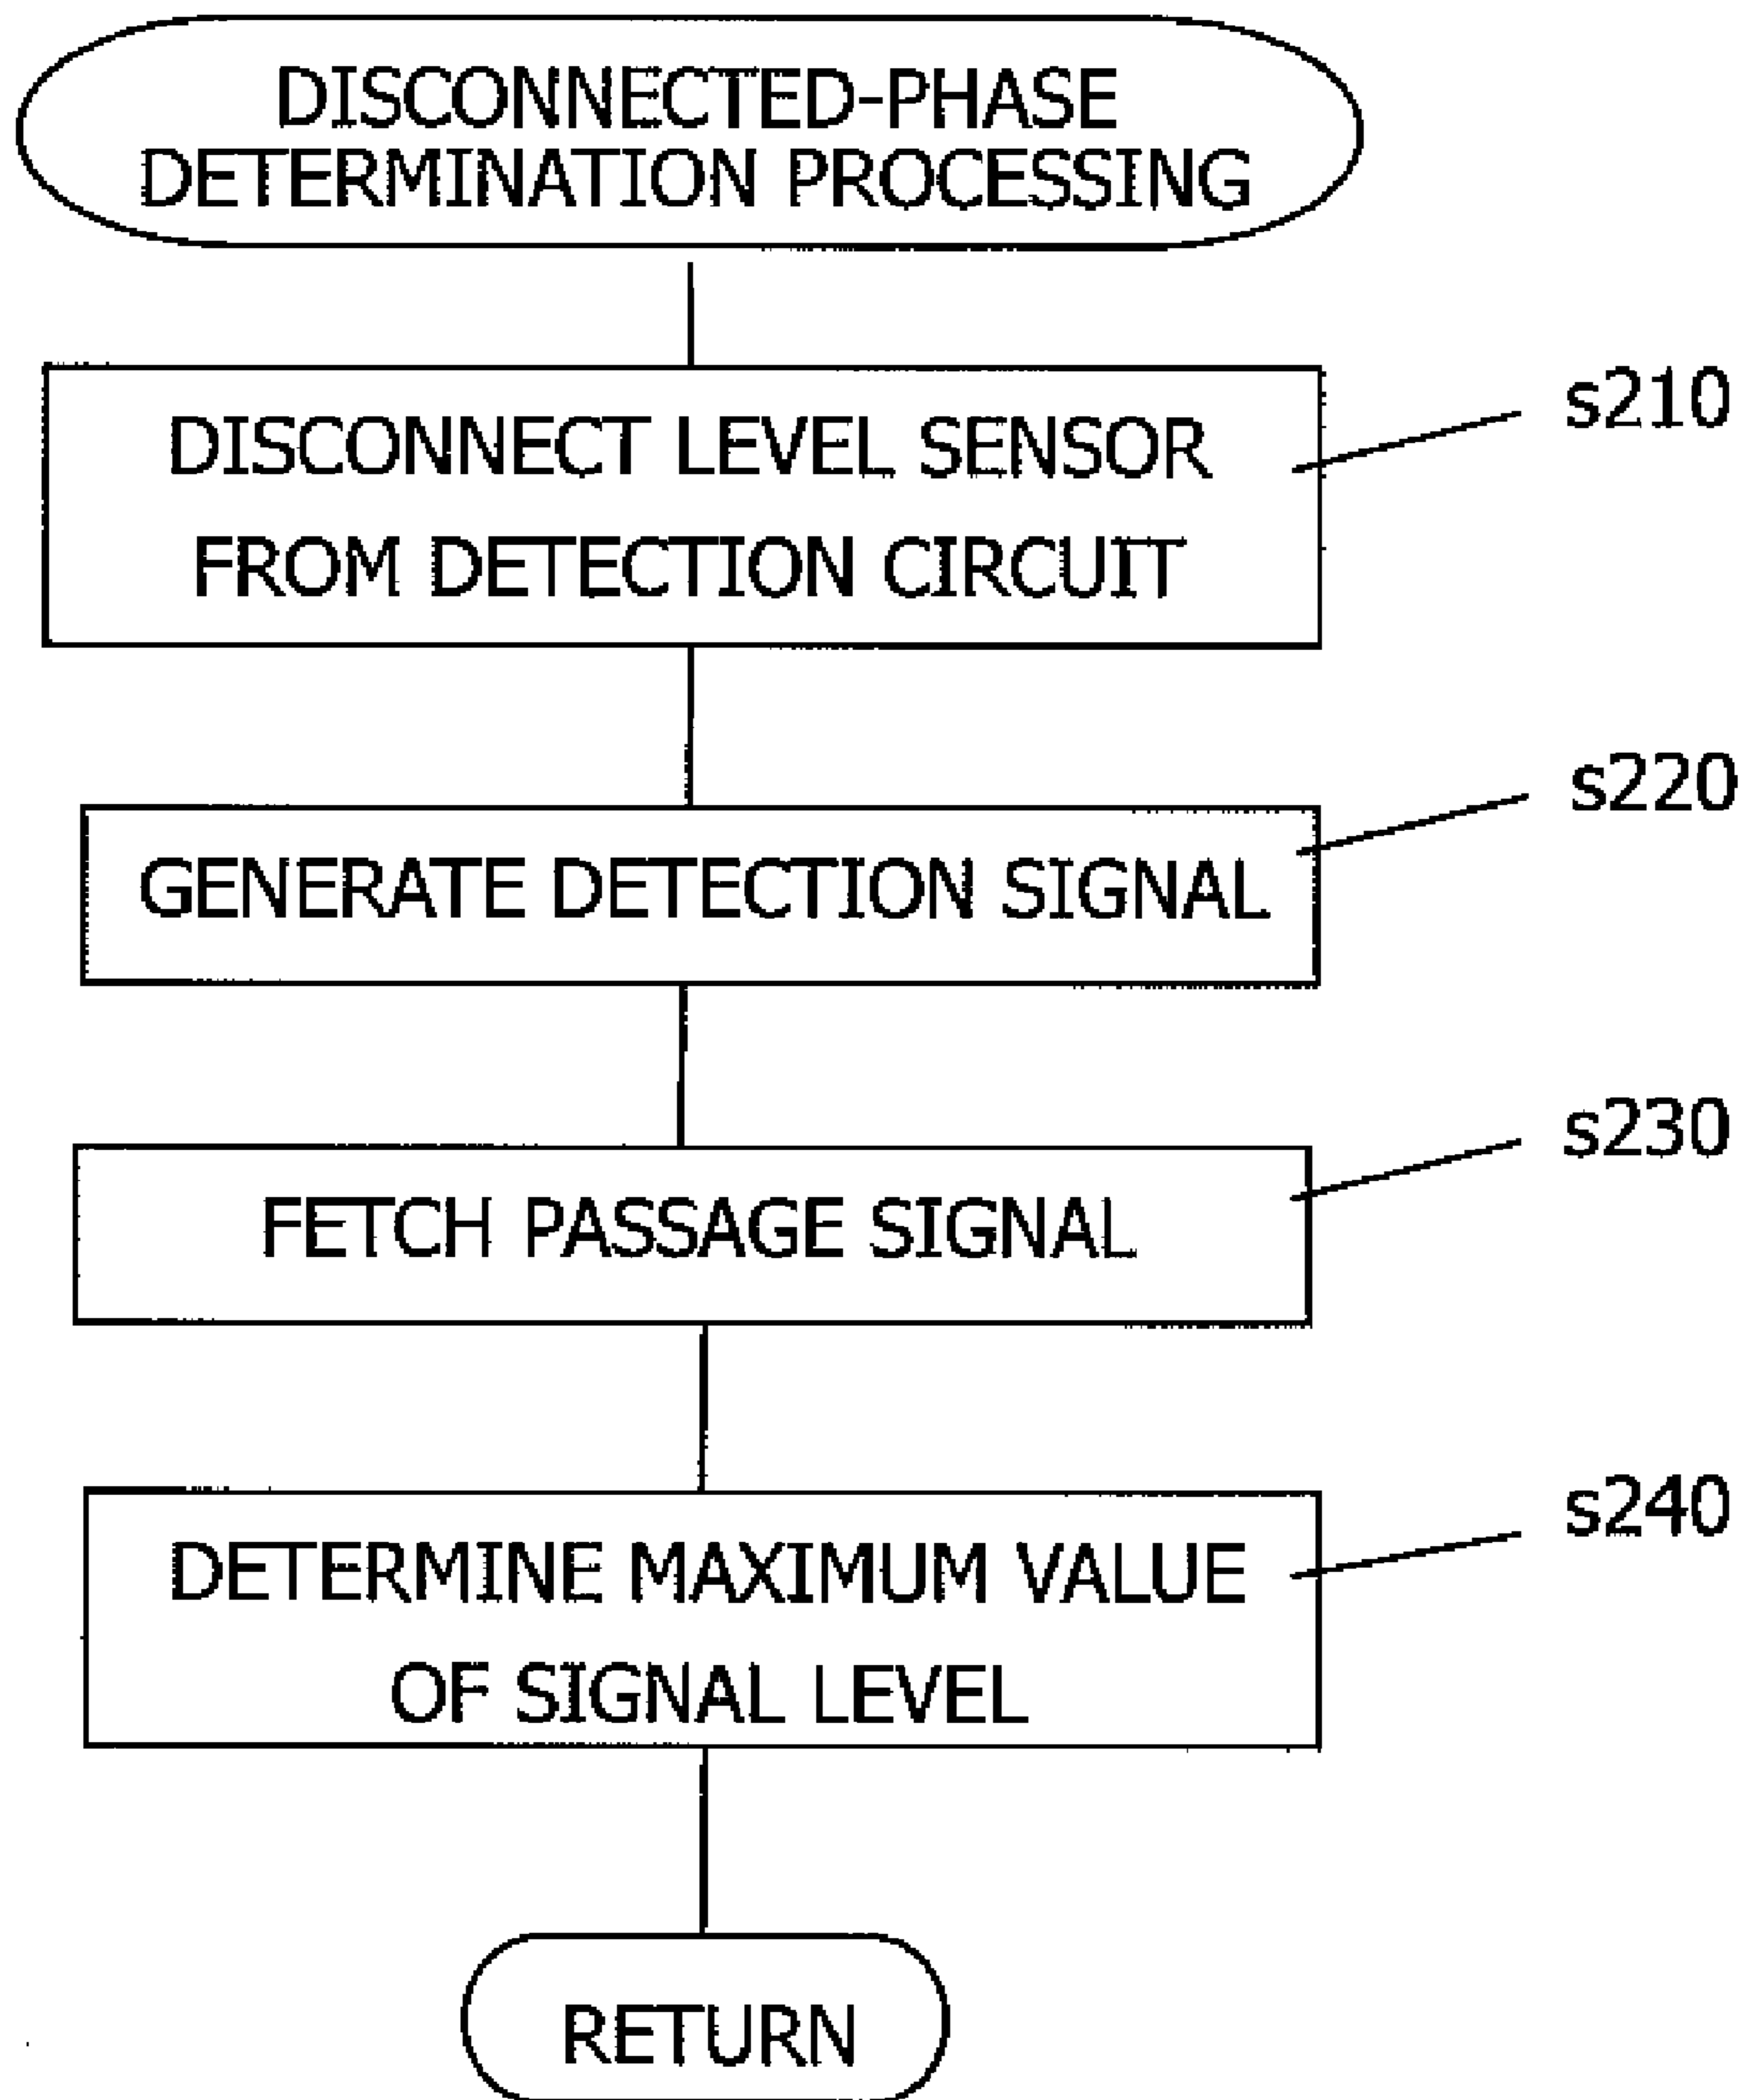 DISCONNECTED-PHASE
DETERMINATION PROCESSING
s210
DISCONNECT LEVEL SENSOR
FROM DETECTION CIRCUIT
s220
GENERATE DETECTION SIGNAL
s230
FETCH PASSAGE SIGNAL
s240
DETERMINE MAXIMUM VALUE
OF SIGNAL LEVEL
RETURN